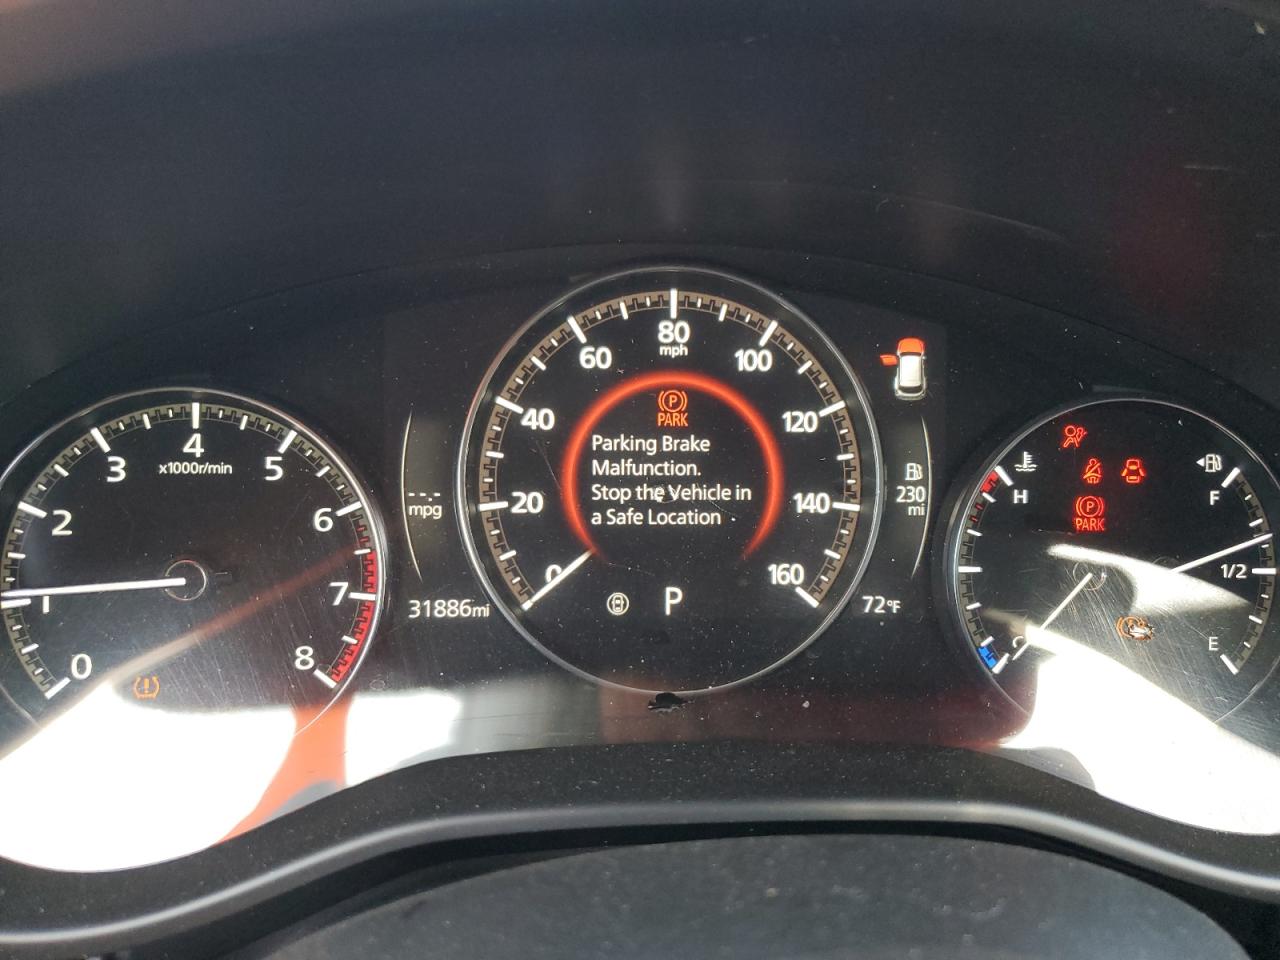 0
1
2
3
4
x1000r/min
5
6
7
8
--.-
mpg
31886mi
0
20
40
60
80
mph
100
120
140
160
PARK
Parking Brake
Malfunction.
Stop the Vehicle in
a Safe Location
P
230
mi
72°F
H
C
PARK
F
1/2
E